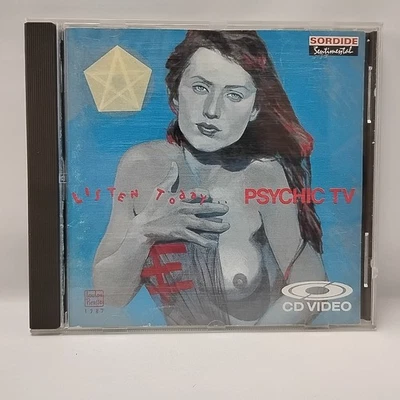 SORDIDE
Sentimental
LISTEN TODAY...
PSYCHIC TV
CD VIDEO